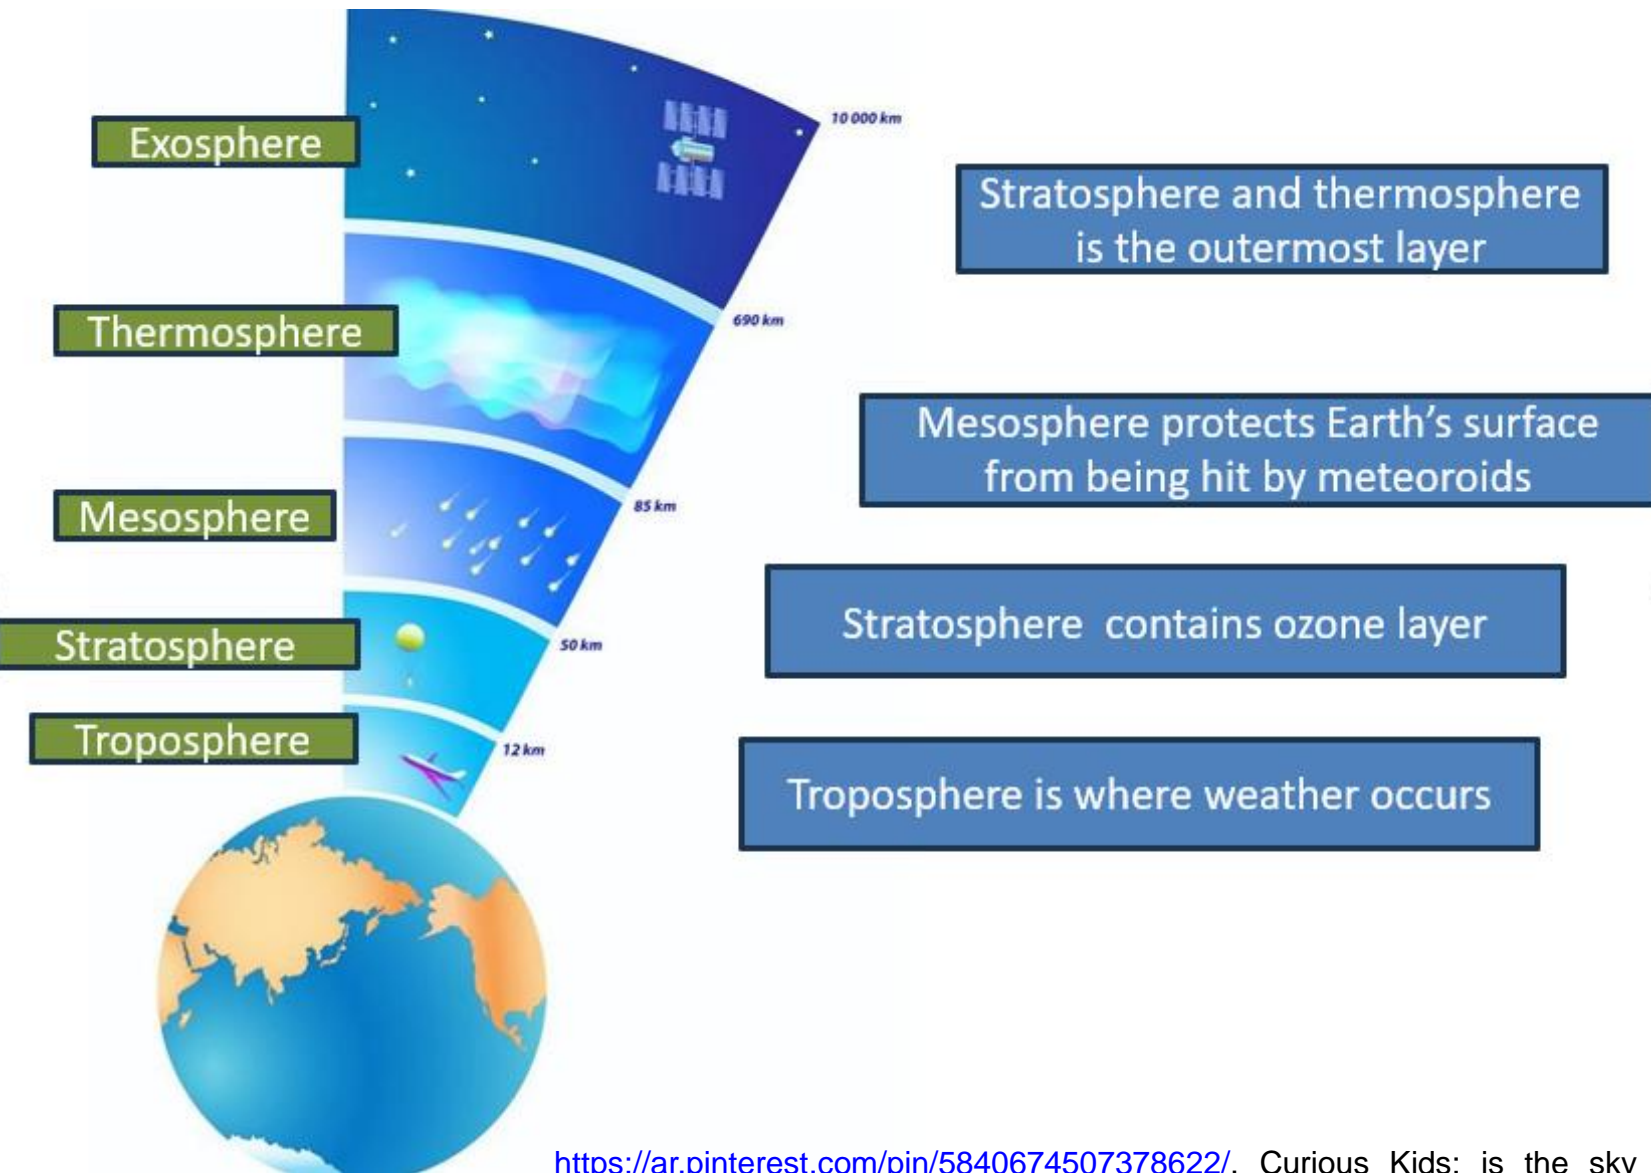 10 000 km
Exosphere
Stratosphere and thermosphere
is the outermost layer
690 km
Thermosphere
Mesosphere protects Earth's surface
from being hit by meteoroids
85 km
Mesosphere
Stratosphere contains ozone layer
50 km
Stratosphere
Troposphere
12 km
Troposphere is where weather occurs
https://ar.pinterest.com/pin/5840674507378622/. Curious Kids: is the sky